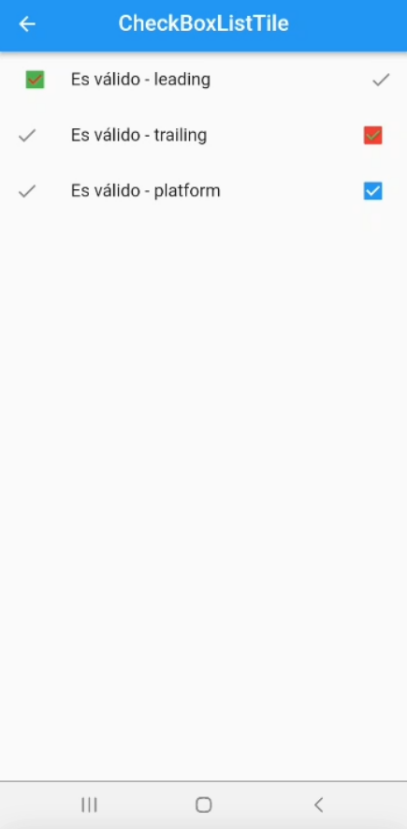 CheckBoxListTile
Es válido - leading
Es válido - trailing
Es válido - platform